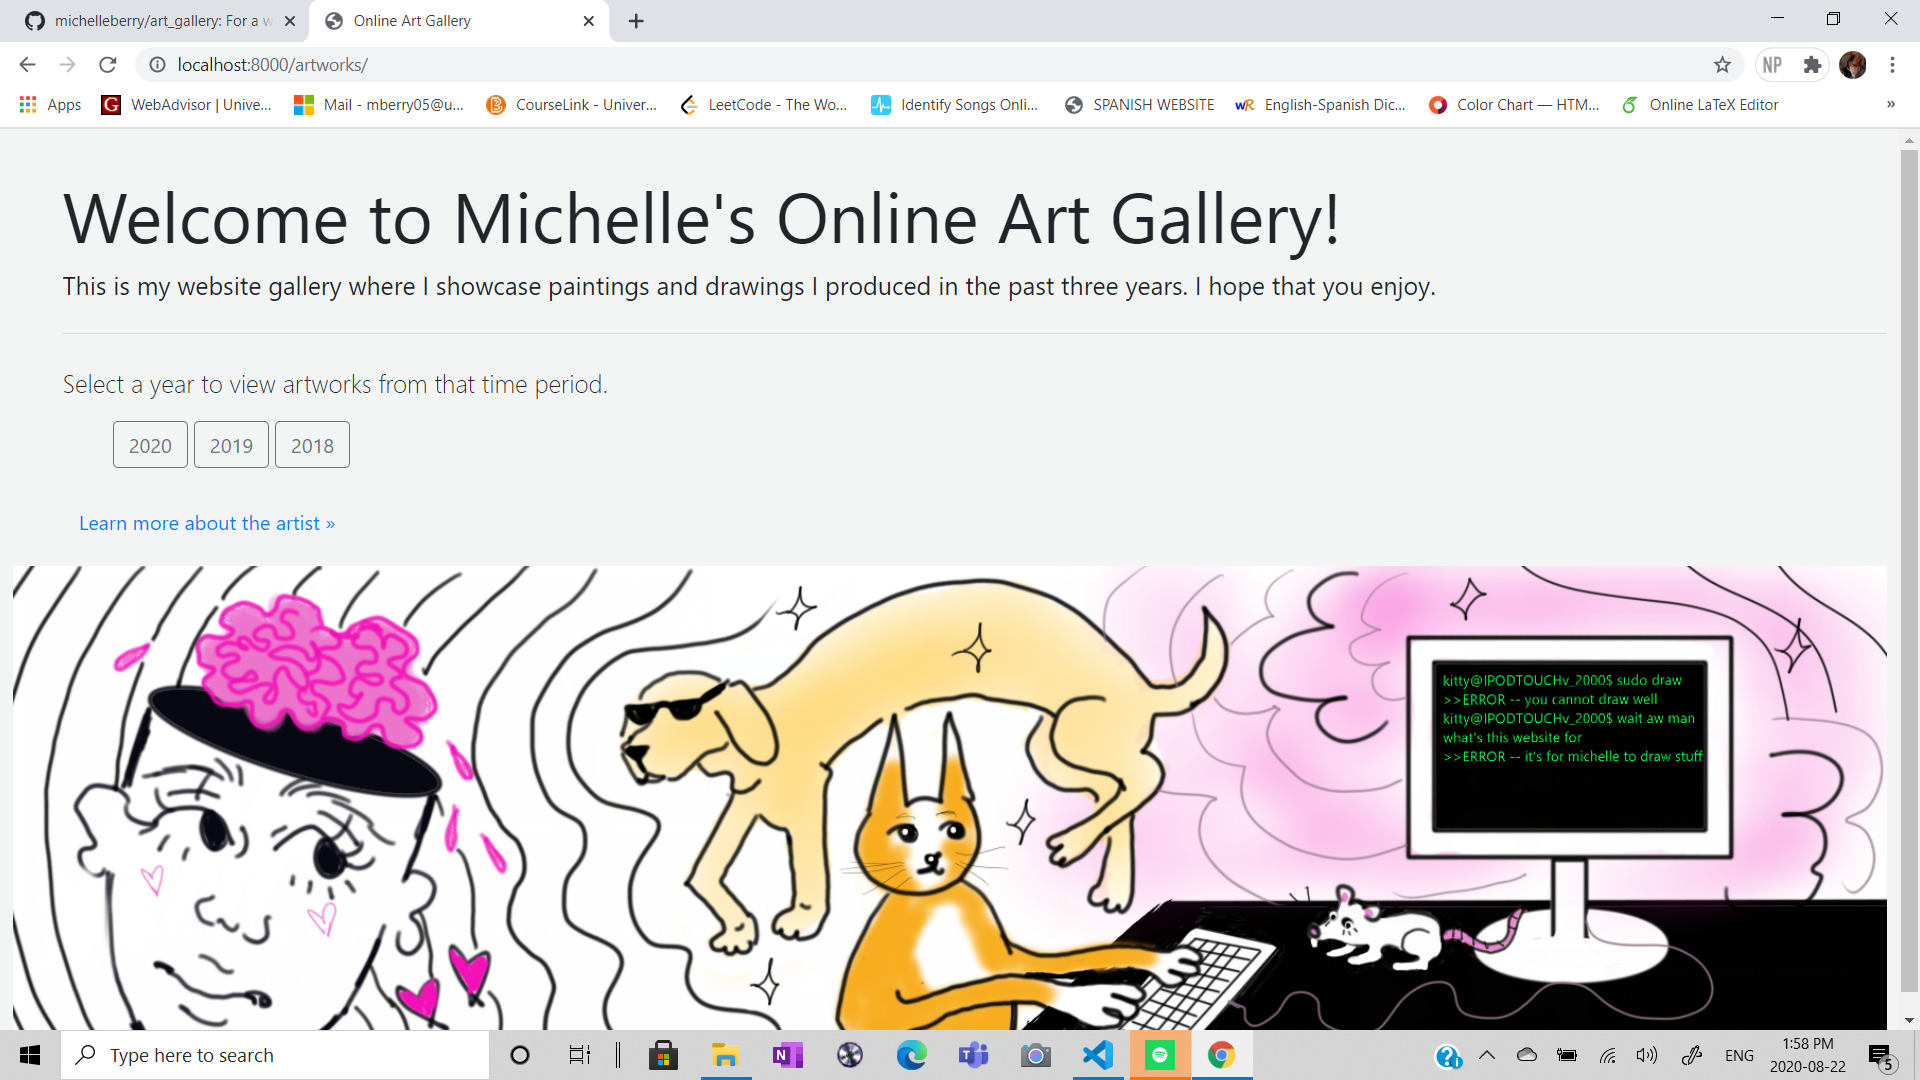 michelleberry/art_gallery: For a w
Online Art Gallery
localhost:8000/artworks/
NP
Apps
WebAdvisor | Unive...
Mail - mberry05@u...
CourseLink - Univer...
LeetCode - The Wo...
Identify Songs Onli...
SPANISH WEBSITE
English-Spanish Dic...
Color Chart — HTM...
Online LaTeX Editor
»
Welcome to Michelle's Online Art Gallery!
This is my website gallery where I showcase paintings and drawings I produced in the past three years. I hope that you enjoy.
Select a year to view artworks from that time period.
2020 2019 2018
Learn more about the artist »
kitty@IPODTOUCHv_2000$ sudo draw
>>ERROR -- you cannot draw well
kitty@IPODTOUCHv_2000$ wait aw man
what's this website for
>>ERROR -- it's for michelle to draw stuff
Type here to search
ENG
1:58 PM
2020-08-22
5